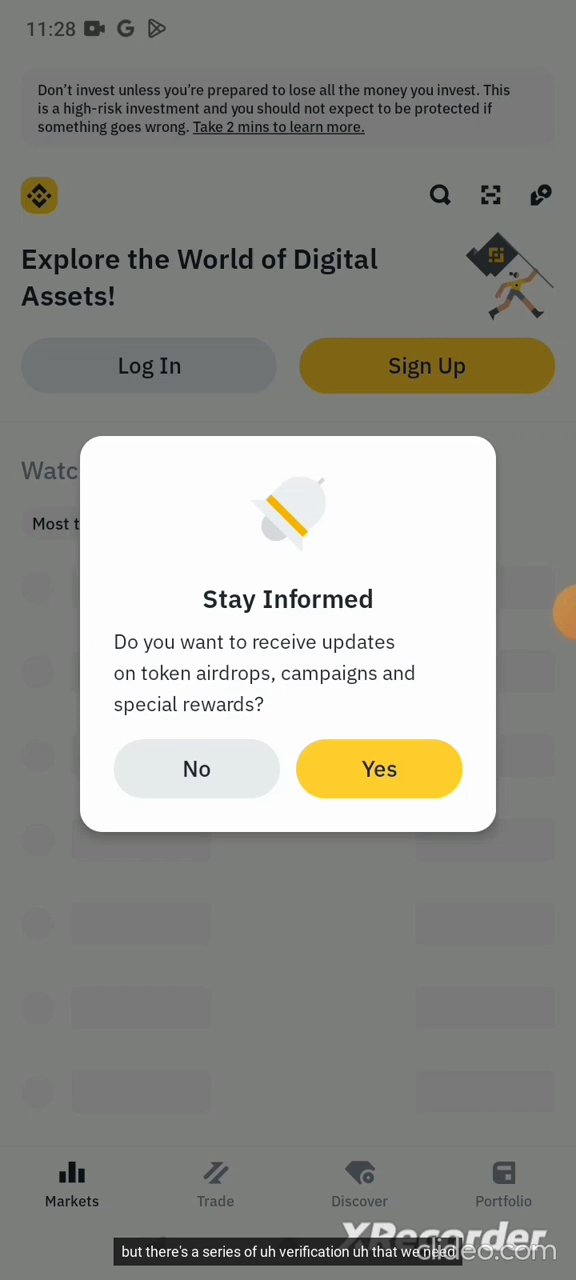 11:28
Don't invest unless you're prepared to lose all the money you invest. This
is a high-risk investment and you should not expect to be protected if
something goes wrong. Take 2 mins to learn more.
Explore the World of Digital
Assets!
Log In
Sign Up
Watc
Most t
Stay Informed
Do you want to receive updates
on token airdrops, campaigns and
special rewards?
No
Yes
Markets
Trade
Discover
Portfolio
XRecorder
but there's a series of uh verification uh that we need
clideo.com